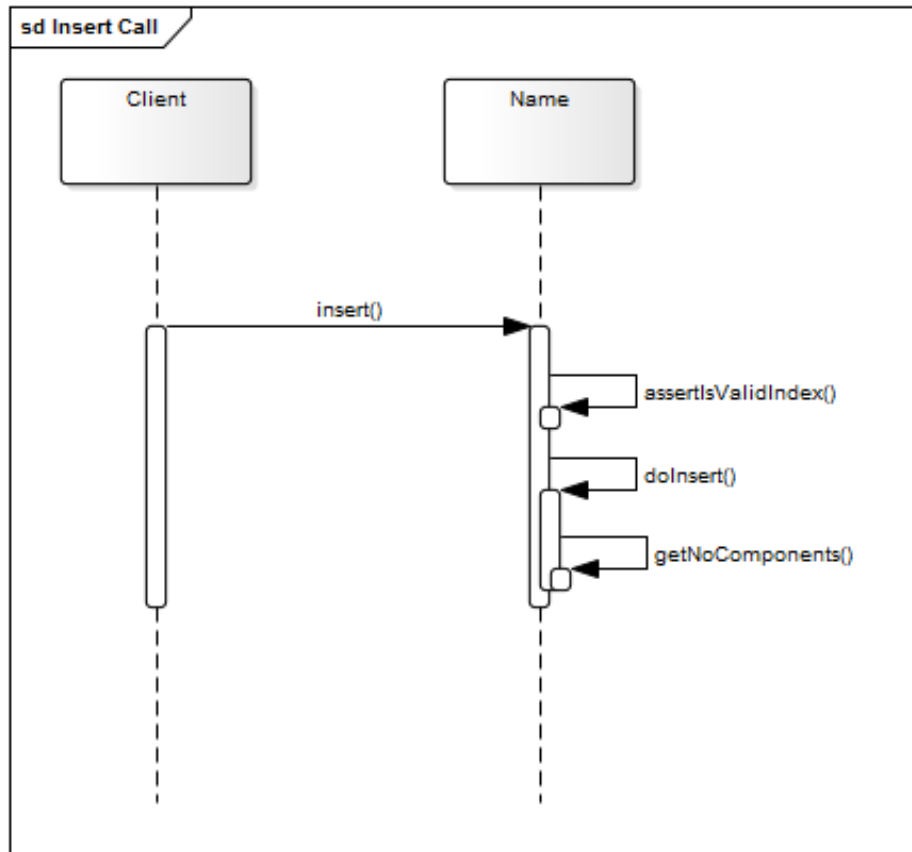 sd Insert Call
Client
Name
insert()
assertIsValidIndex()
doInsert()
getNoComponents()